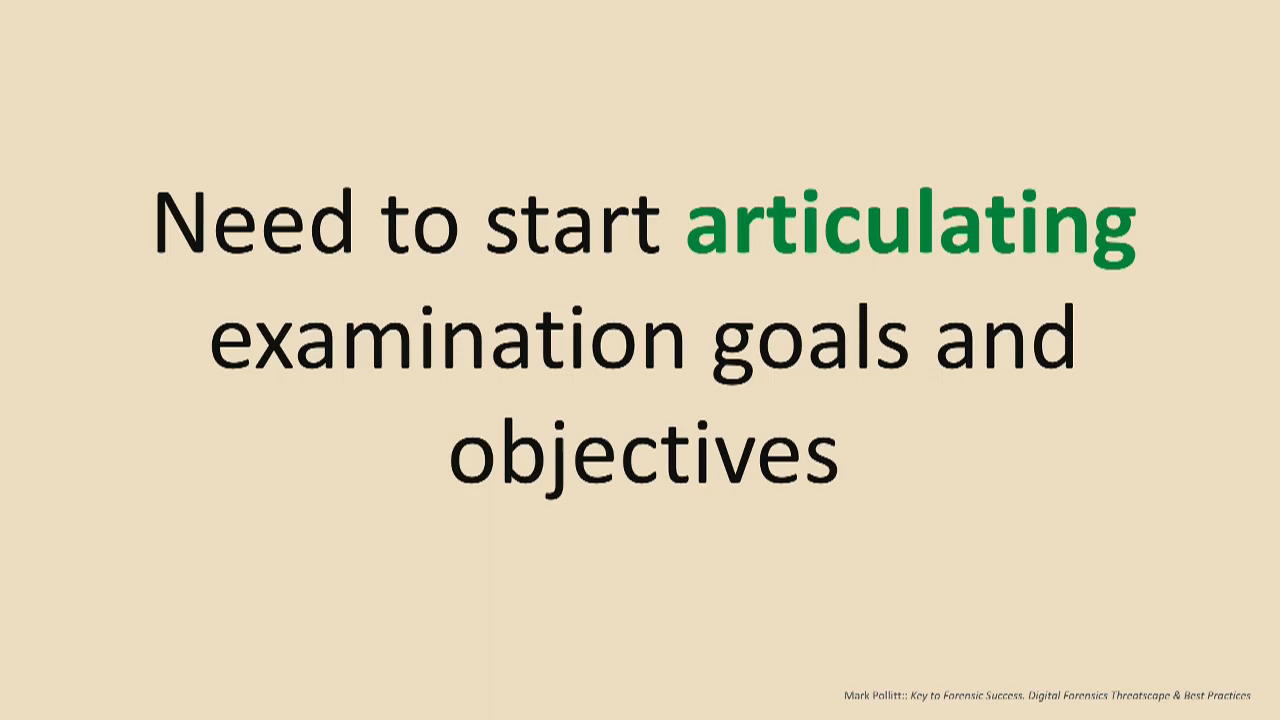 Need to start articulating
examination goals and
objectives
Mark Pollitt:: Key to Forensic Success. Digital Forensics Threatscape & Best Practices